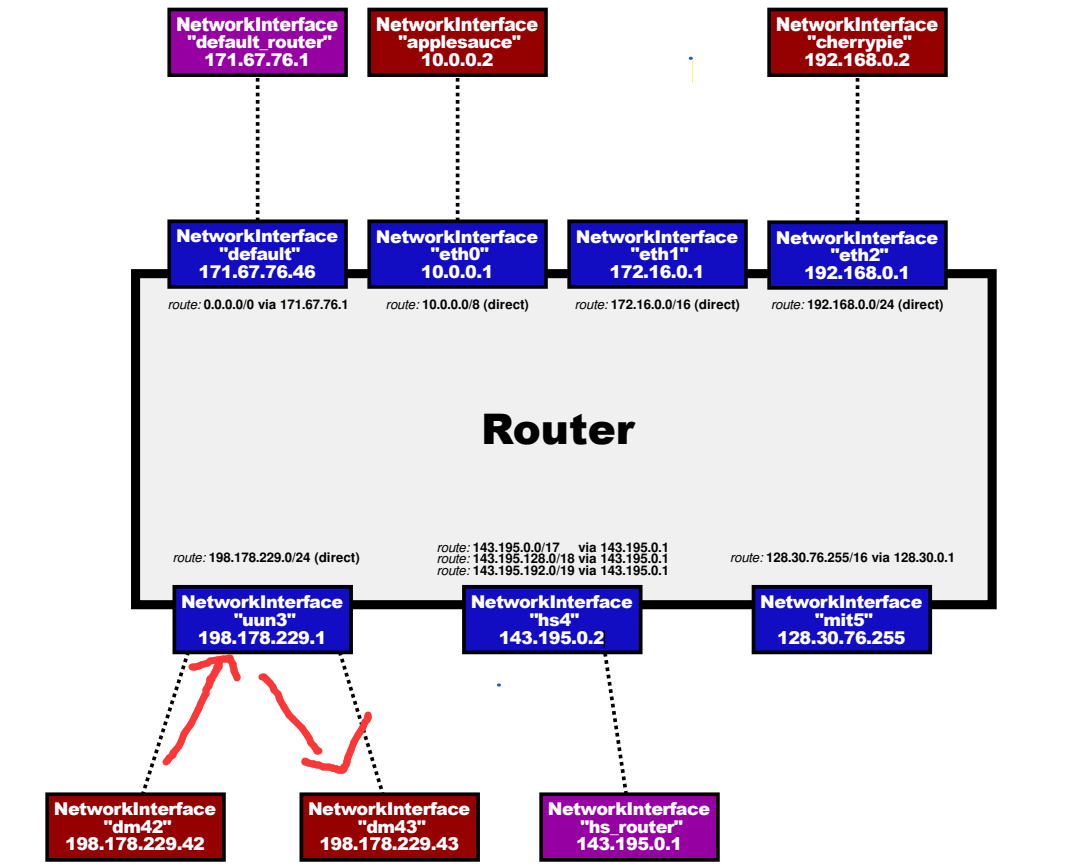 NetworkInterface
"default_router"
171.67.76.1
NetworkInterface
"applesauce"
10.0.0.2
NetworkInterface
"cherrypie"
192.168.0.2
NetworkInterface
"default"
171.67.76.46
NetworkInterface
"eth0"
10.0.0.1
NetworkInterface
"eth1"
172.16.0.1
NetworkInterface
"eth2"
192.168.0.1
route: 0.0.0.0/0 via 171.67.76.1
route: 10.0.0.0/8 (direct)
route: 172.16.0.0/16 (direct)
route: 192.168.0.0/24 (direct)
Router
route: 198.178.229.0/24 (direct)
route: 143.195.0.0/17 via 143.195.0.1
route: 143.195.128.0/18 via 143.195.0.1
route: 143.195.192.0/19 via 143.195.0.1
route: 128.30.76.255/16 via 128.30.0.1
NetworkInterface
"uun3"
198.178.229.1
NetworkInterface
"hs4"
143.195.0.2
NetworkInterface
"mit5"
128.30.76.255
NetworkInterface
"dm42"
198.178.229.42
NetworkInterface
"dm43"
198.178.229.43
NetworkInterface
"hs_router"
143.195.0.1